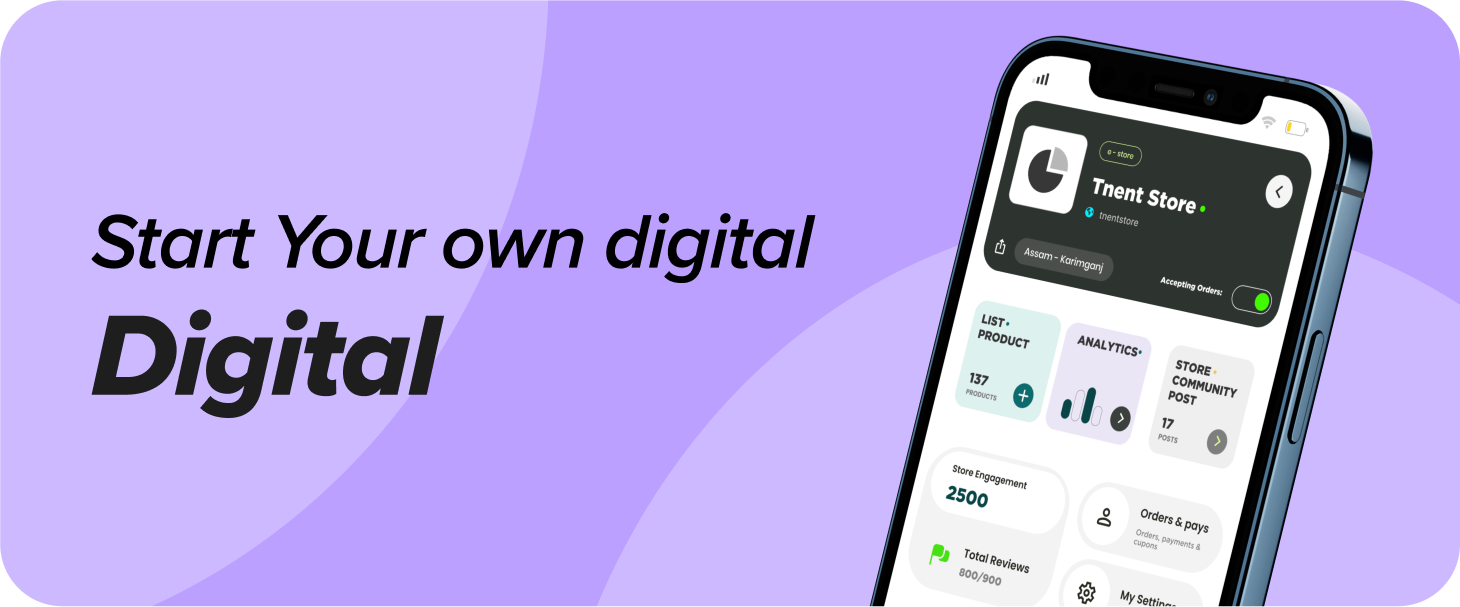 Start Your own digital
Digital
e - store
Tnent Store
tnentstore
Assam - Karimganj
Accepting Orders:
LIST
PRODUCT
137
PRODUCTS
ANALYTICS
STORE
COMMUNITY
POST
17
POSTS
Store Engagement
2500
Total Reviews
800/900
Orders & pays
Orders, payments &
cupons
My Settings